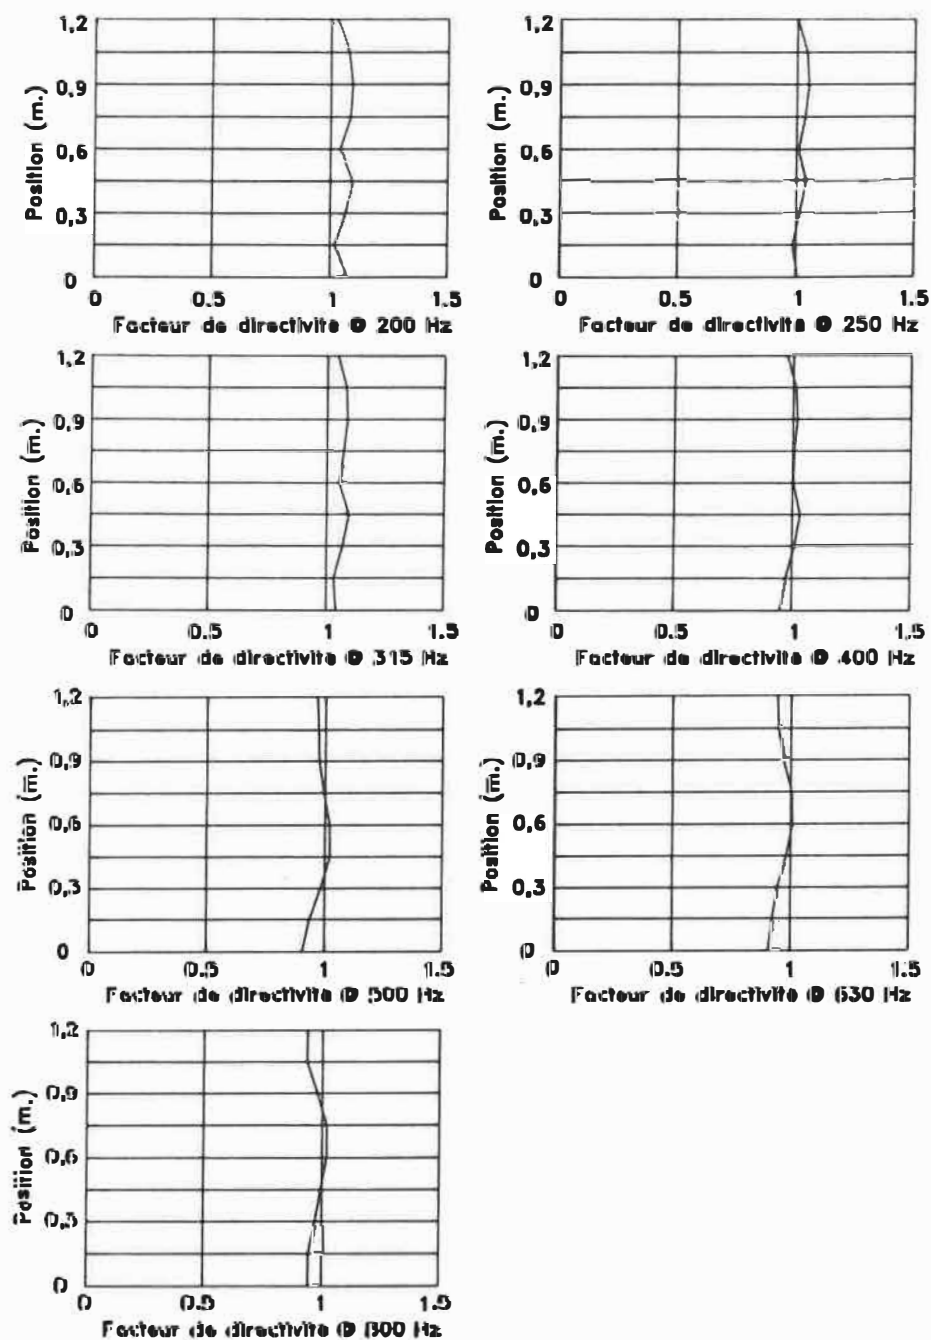 1,2
0,9
0,6
0,3
0
Position (m.)
0 0.5 1 1.5
Facteur de directivité @ 200 Hz
1,2
0,9
0,6
0,3
0
Position (m.)
0 0.5 1 1.5
Facteur de directivité @ 250 Hz
1,2
0,9
0,6
0,3
0
Position (m.)
0 0.5 1 1.5
Facteur de directivité @ 315 Hz
1,2
0,9
0,6
0,3
0
Position (m.)
0 0.5 1 1.5
Facteur de directivité @ 400 Hz
1,2
0,9
0,6
0,3
0
Position (m.)
0 0.5 1 1.5
Facteur de directivité @ 500 Hz
1,2
0,9
0,6
0,3
0
Position (m.)
0 0.5 1 1.5
Facteur de directivité @ 630 Hz
1,2
0,9
0,6
0,3
0
Position (m.)
0 0.5 1 1.5
Facteur de directivité @ 800 Hz